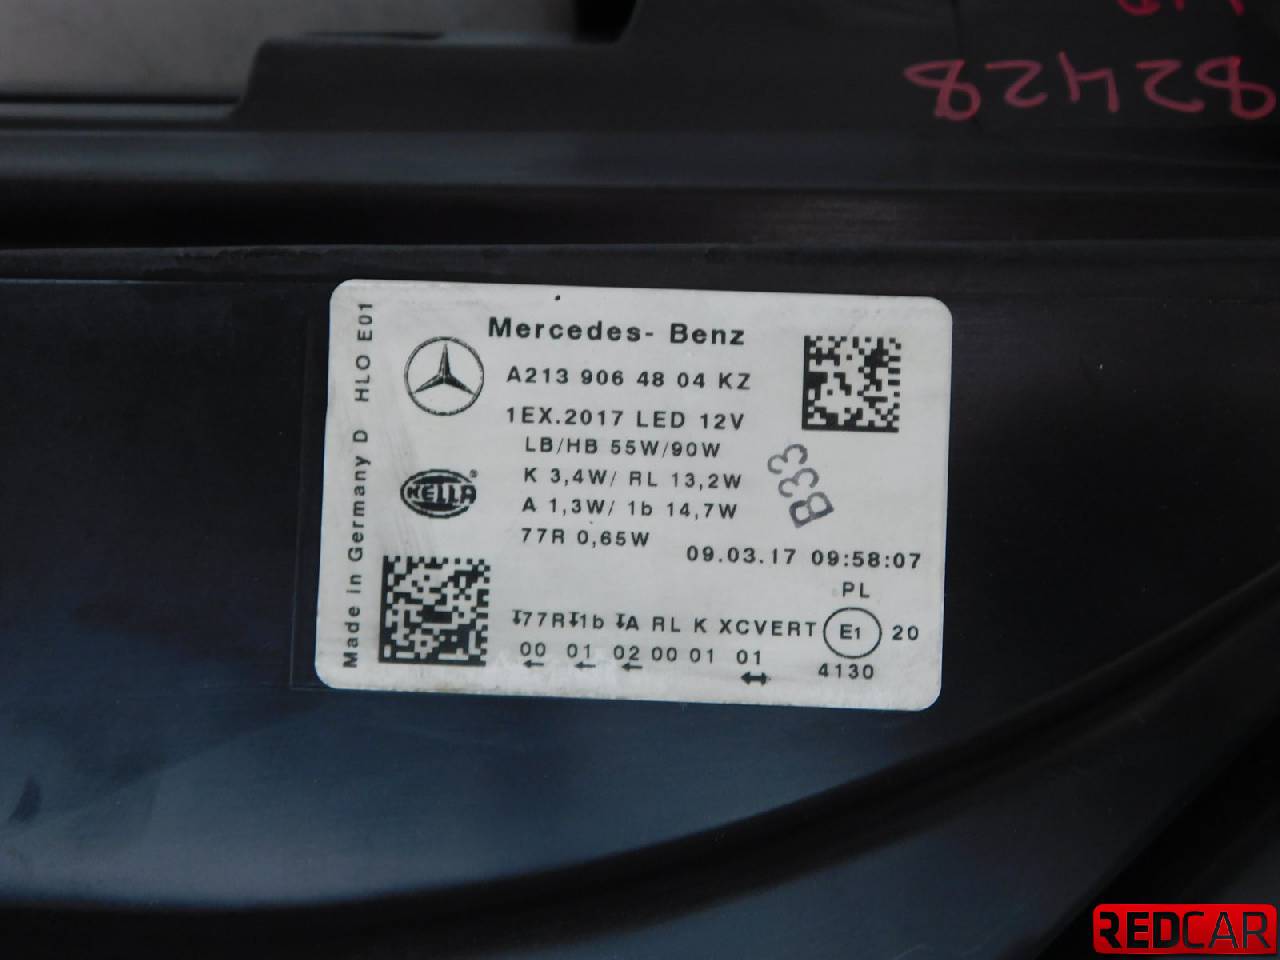 82428
Mercedes- Benz
A213 906 48 04 KZ
1EX.2017 LED 12V
LB/HB 55W/90W
K 3,4W/ RL 13,2W
A 1,3W/ 1b 14,7W
77R 0,65W
B33
09.03.17 09:58:07
PL
77R 1b A RL K XCVERT E1 20
00 01 02 00 01 01
4130
HELLA
Made in Germany D HLO E01
REDCAR